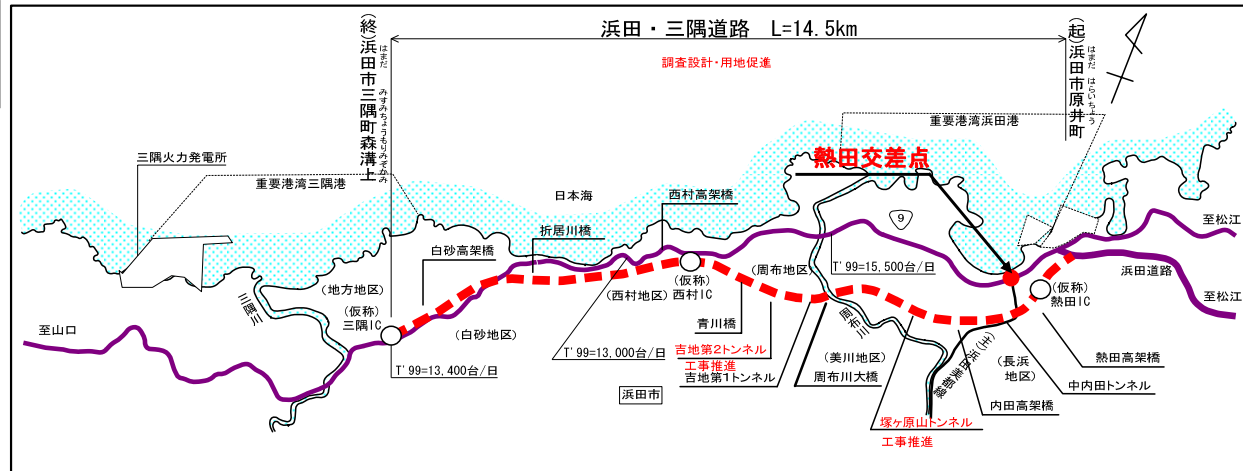 浜田・三隅道路 L=14.5km
調査設計・用地促進
(終)浜田市三隅町森溝上
はまだ みすみちょうもりみぞかみ
(起)浜田市原井町
はまだ はらいちょう
重要港湾浜田港
三隅火力発電所
重要港湾三隅港
熱田交差点
日本海
西村高架橋
9
至松江
折居川橋
白砂高架橋
T'99=15,500台/日
浜田道路
(地方地区)
(周布地区)
(仮称)
西村IC
(西村地区)
(仮称)
熱田IC
至松江
三隅川
(仮称)
三隅IC
至山口
(白砂地区)
青川橋
周布川
T'99=13,000台/日
吉地第2トンネル
工事推進
吉地第1トンネル
(美川地区)
周布川大橋
(主)浜田美都線
(長浜
地区)
熱田高架橋
T'99=13,400台/日
中内田トンネル
浜田市
内田高架橋
塚ヶ原山トンネル
工事推進